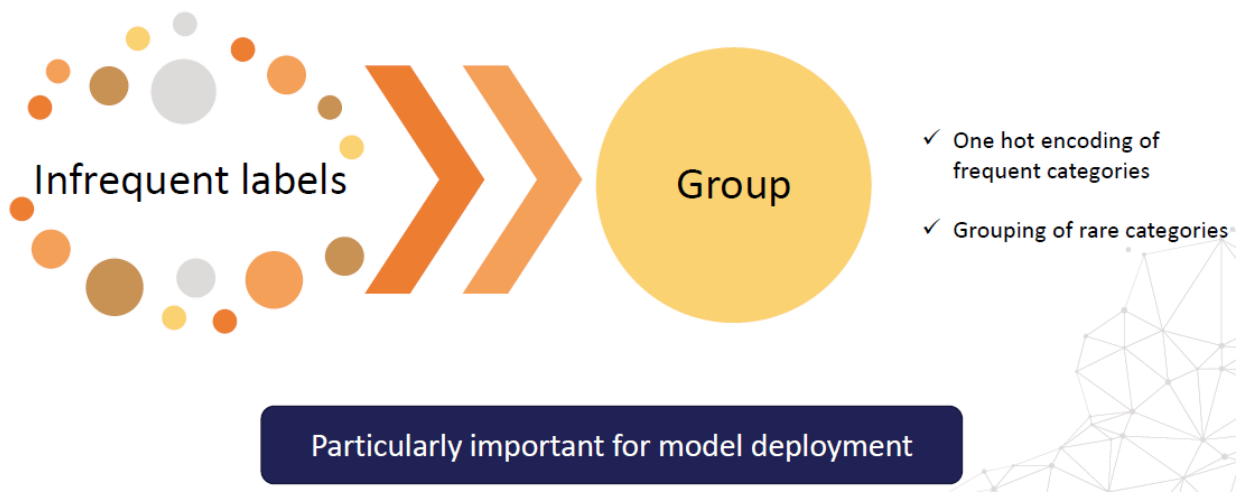 Infrequent labels
Group
✓ One hot encoding of
frequent categories
✓ Grouping of rare categories
Particularly important for model deployment